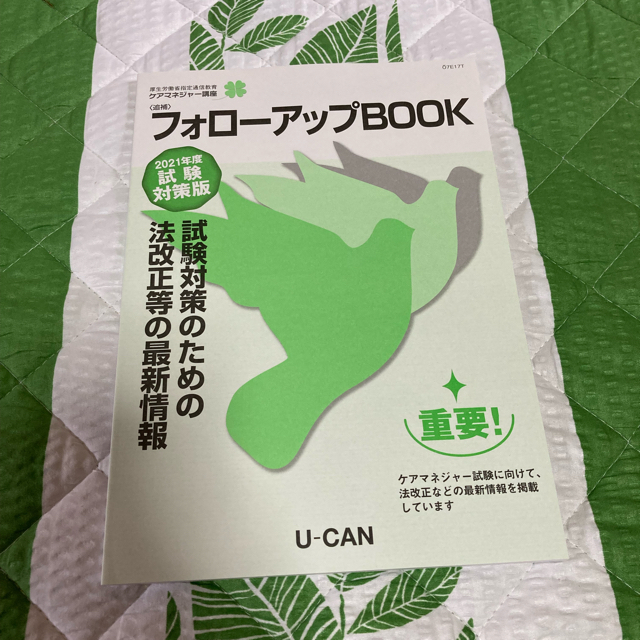 07E17T
厚生労働省指定通信教育
ケアマネジャー講座
〈追補〉
フォローアップBOOK
2021年度
試験
対策版
試験対策のための
法改正等の最新情報
重要!
ケアマネジャー試験に向けて、
法改正などの最新情報を掲載
しています
U-CAN